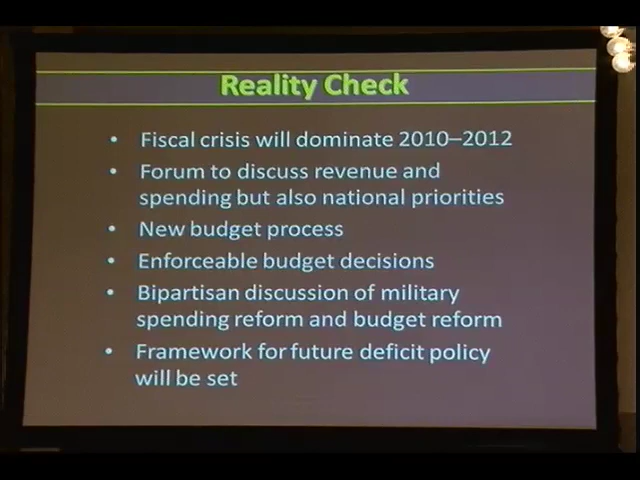 Reality Check
• Fiscal crisis will dominate 2010–2012
• Forum to discuss revenue and
spending but also national priorities
• New budget process
• Enforceable budget decisions
• Bipartisan discussion of military
spending reform and budget reform
• Framework for future deficit policy
will be set